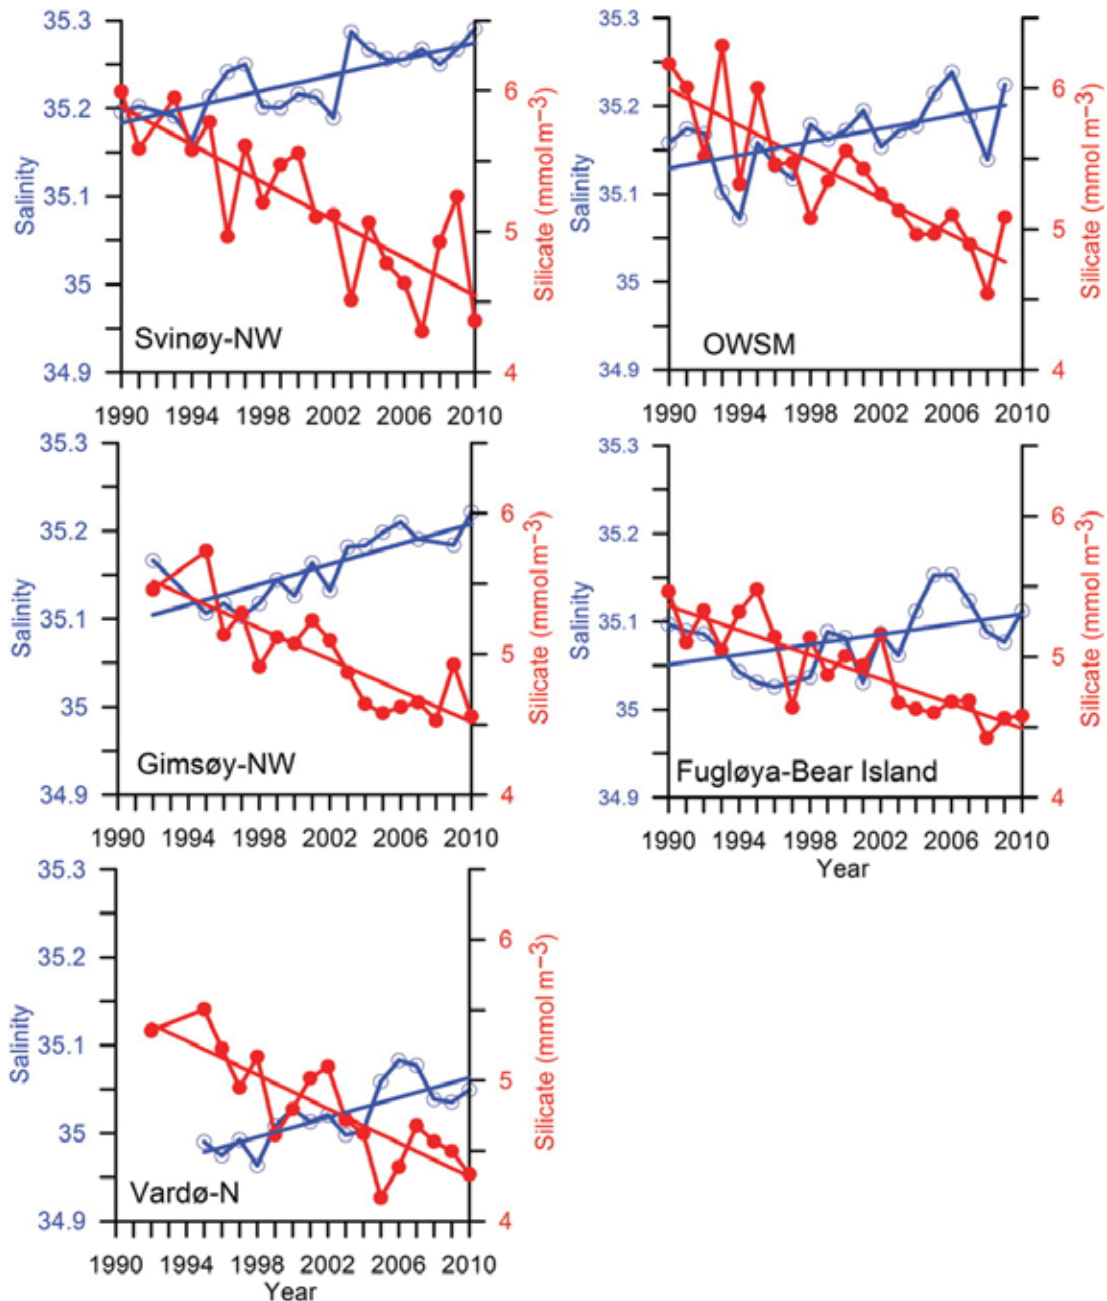 35.3
35.2
35.1
35
34.9
Salinity
6
5
4
Silicate (mmol m−3)
Svinøy-NW
1990 1994 1998 2002 2006 2010
35.3
35.2
35.1
35
34.9
Salinity
6
5
4
Silicate (mmol m−3)
OWSM
1990 1994 1998 2002 2006 2010
35.3
35.2
35.1
35
34.9
Salinity
6
5
4
Silicate (mmol m−3)
Gimsøy-NW
1990 1994 1998 2002 2006 2010
35.3
35.2
35.1
35
34.9
Salinity
6
5
4
Silicate (mmol m−3)
Fugløya-Bear Island
1990 1994 1998 2002 2006 2010
Year
35.3
35.2
35.1
35
34.9
Salinity
6
5
4
Silicate (mmol m−3)
Vardø-N
1990 1994 1998 2002 2006 2010
Year